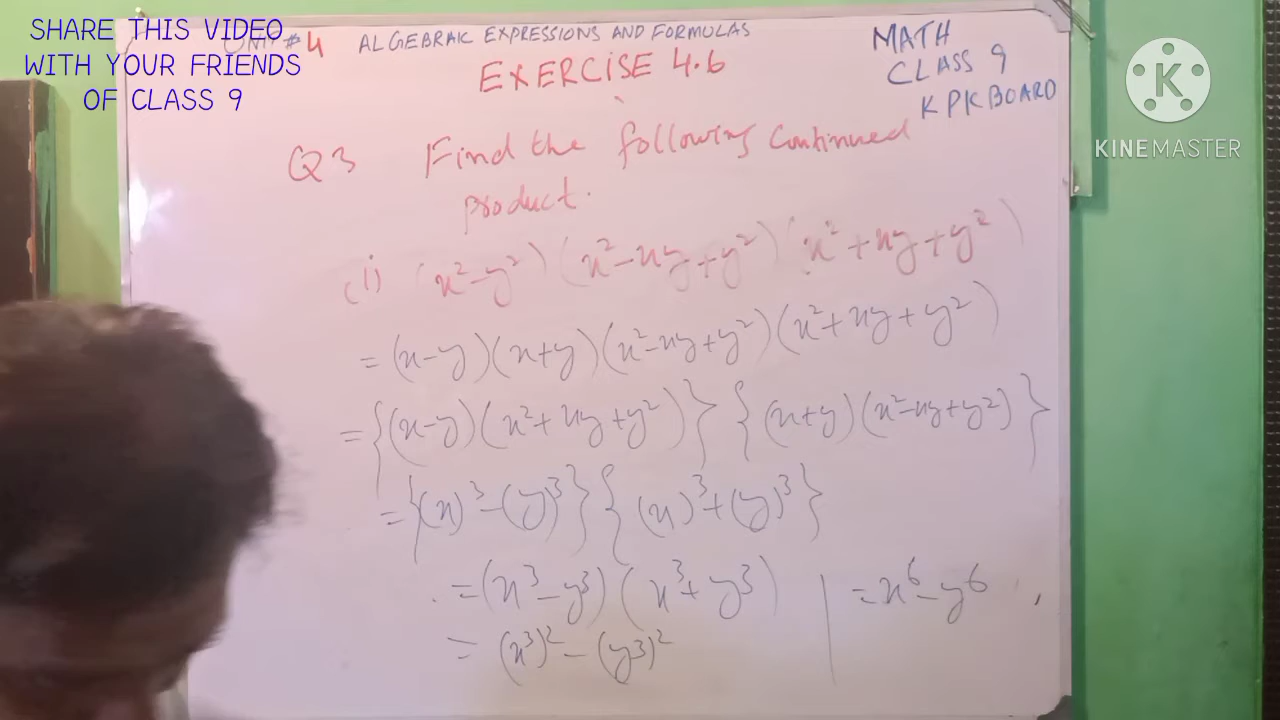 SHARE THIS VIDEO
WITH YOUR FRIENDS
OF CLASS 9
UNIT # 4 ALGEBRAIC EXPRESSIONS AND FORMULAS
EXERCISE 4.6
MATH
CLASS 9
KPK BOARD
K
KINEMASTER
Q3 Find the following continued
product.
(i) (x²-y²)(x²-xy+y²)(x²+xy+y²)
=(x-y)(x+y)(x²-xy+y²)(x²+xy+y²)
={(x-y)(x²+xy+y²)}{(x+y)(x²-xy+y²)}
={(x)³-(y)³}{(x)³+(y)³}
=(x³-y³)(x³+y³)
=(x³)²-(y³)²
=x⁶-y⁶